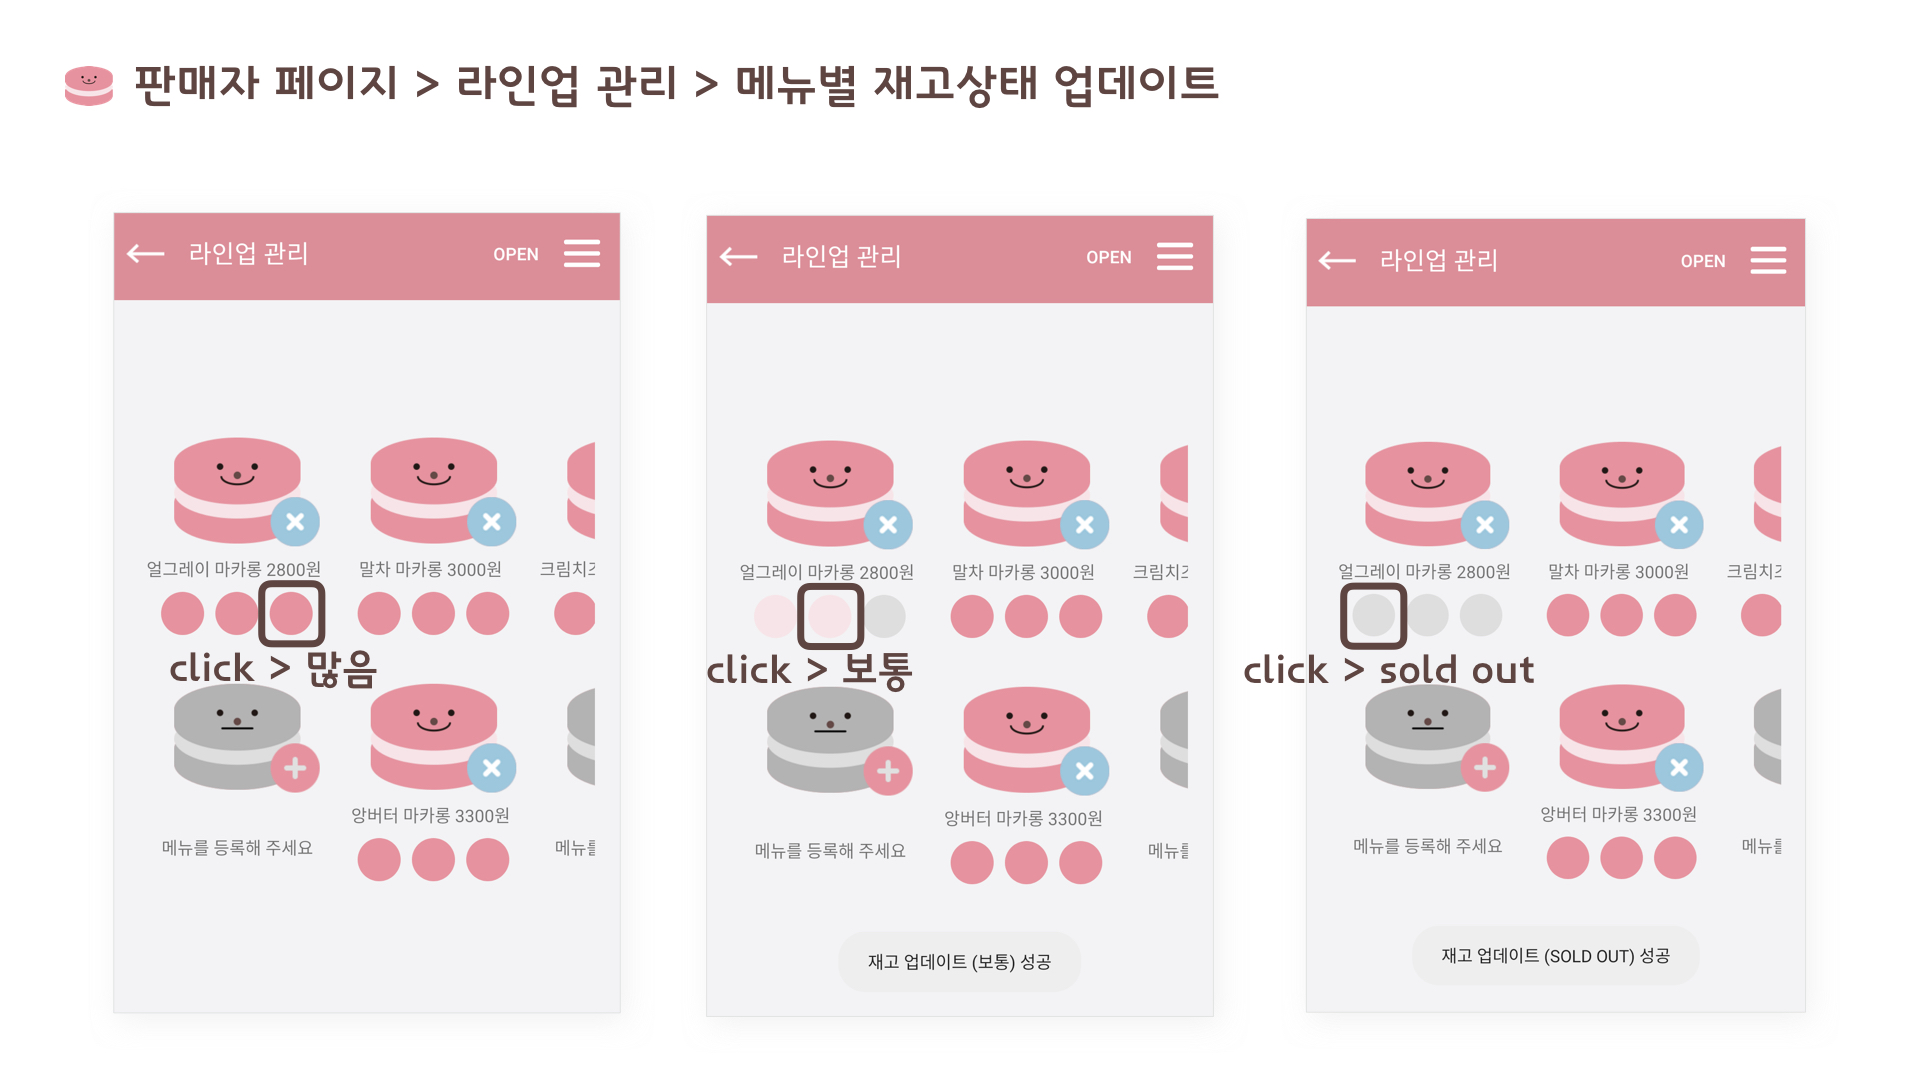 판매자 페이지 > 라인업 관리 > 메뉴별 재고상태 업데이트
라인업 관리 OPEN
얼그레이 마카롱 2800원 말차 마카롱 3000원 크림치즈
click > 많음
앙버터 마카롱 3300원
메뉴를 등록해 주세요 메뉴를
라인업 관리 OPEN
얼그레이 마카롱 2800원 말차 마카롱 3000원 크림치즈
click > 보통
앙버터 마카롱 3300원
메뉴를 등록해 주세요 메뉴를
재고 업데이트 (보통) 성공
라인업 관리 OPEN
얼그레이 마카롱 2800원 말차 마카롱 3000원 크림치즈
click > sold out
앙버터 마카롱 3300원
메뉴를 등록해 주세요 메뉴를
재고 업데이트 (SOLD OUT) 성공